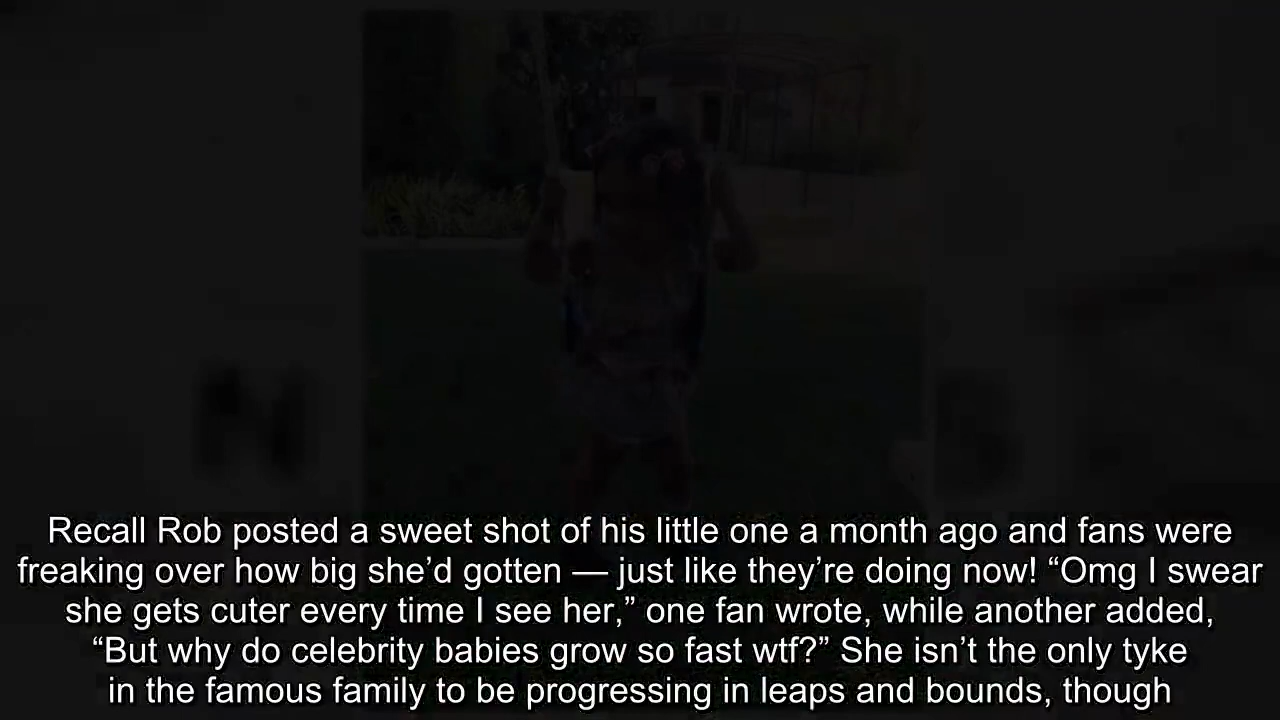 Recall Rob posted a sweet shot of his little one a month ago and fans were
freaking over how big she’d gotten — just like they’re doing now! “Omg I swear
she gets cuter every time I see her,” one fan wrote, while another added,
“But why do celebrity babies grow so fast wtf?” She isn’t the only tyke
in the famous family to be progressing in leaps and bounds, though